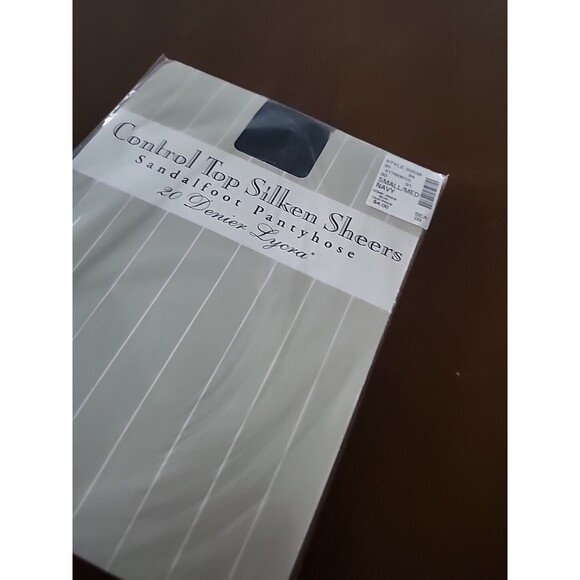 Control Top Silken Sheers
Sandalfoot Pantyhose
20 Denier Lycra®
SMALL/MED
NAVY
$4.00